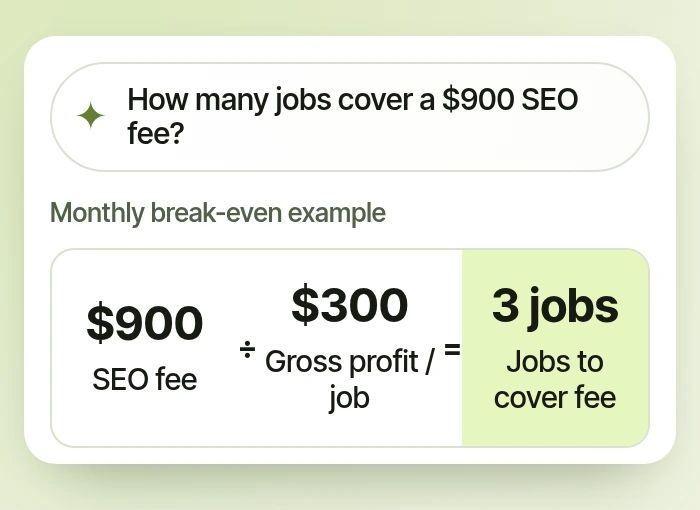 How many jobs cover a $900 SEO
fee?
Monthly break-even example
$900
SEO fee
÷
$300
Gross profit /
job
=
3 jobs
Jobs to
cover fee